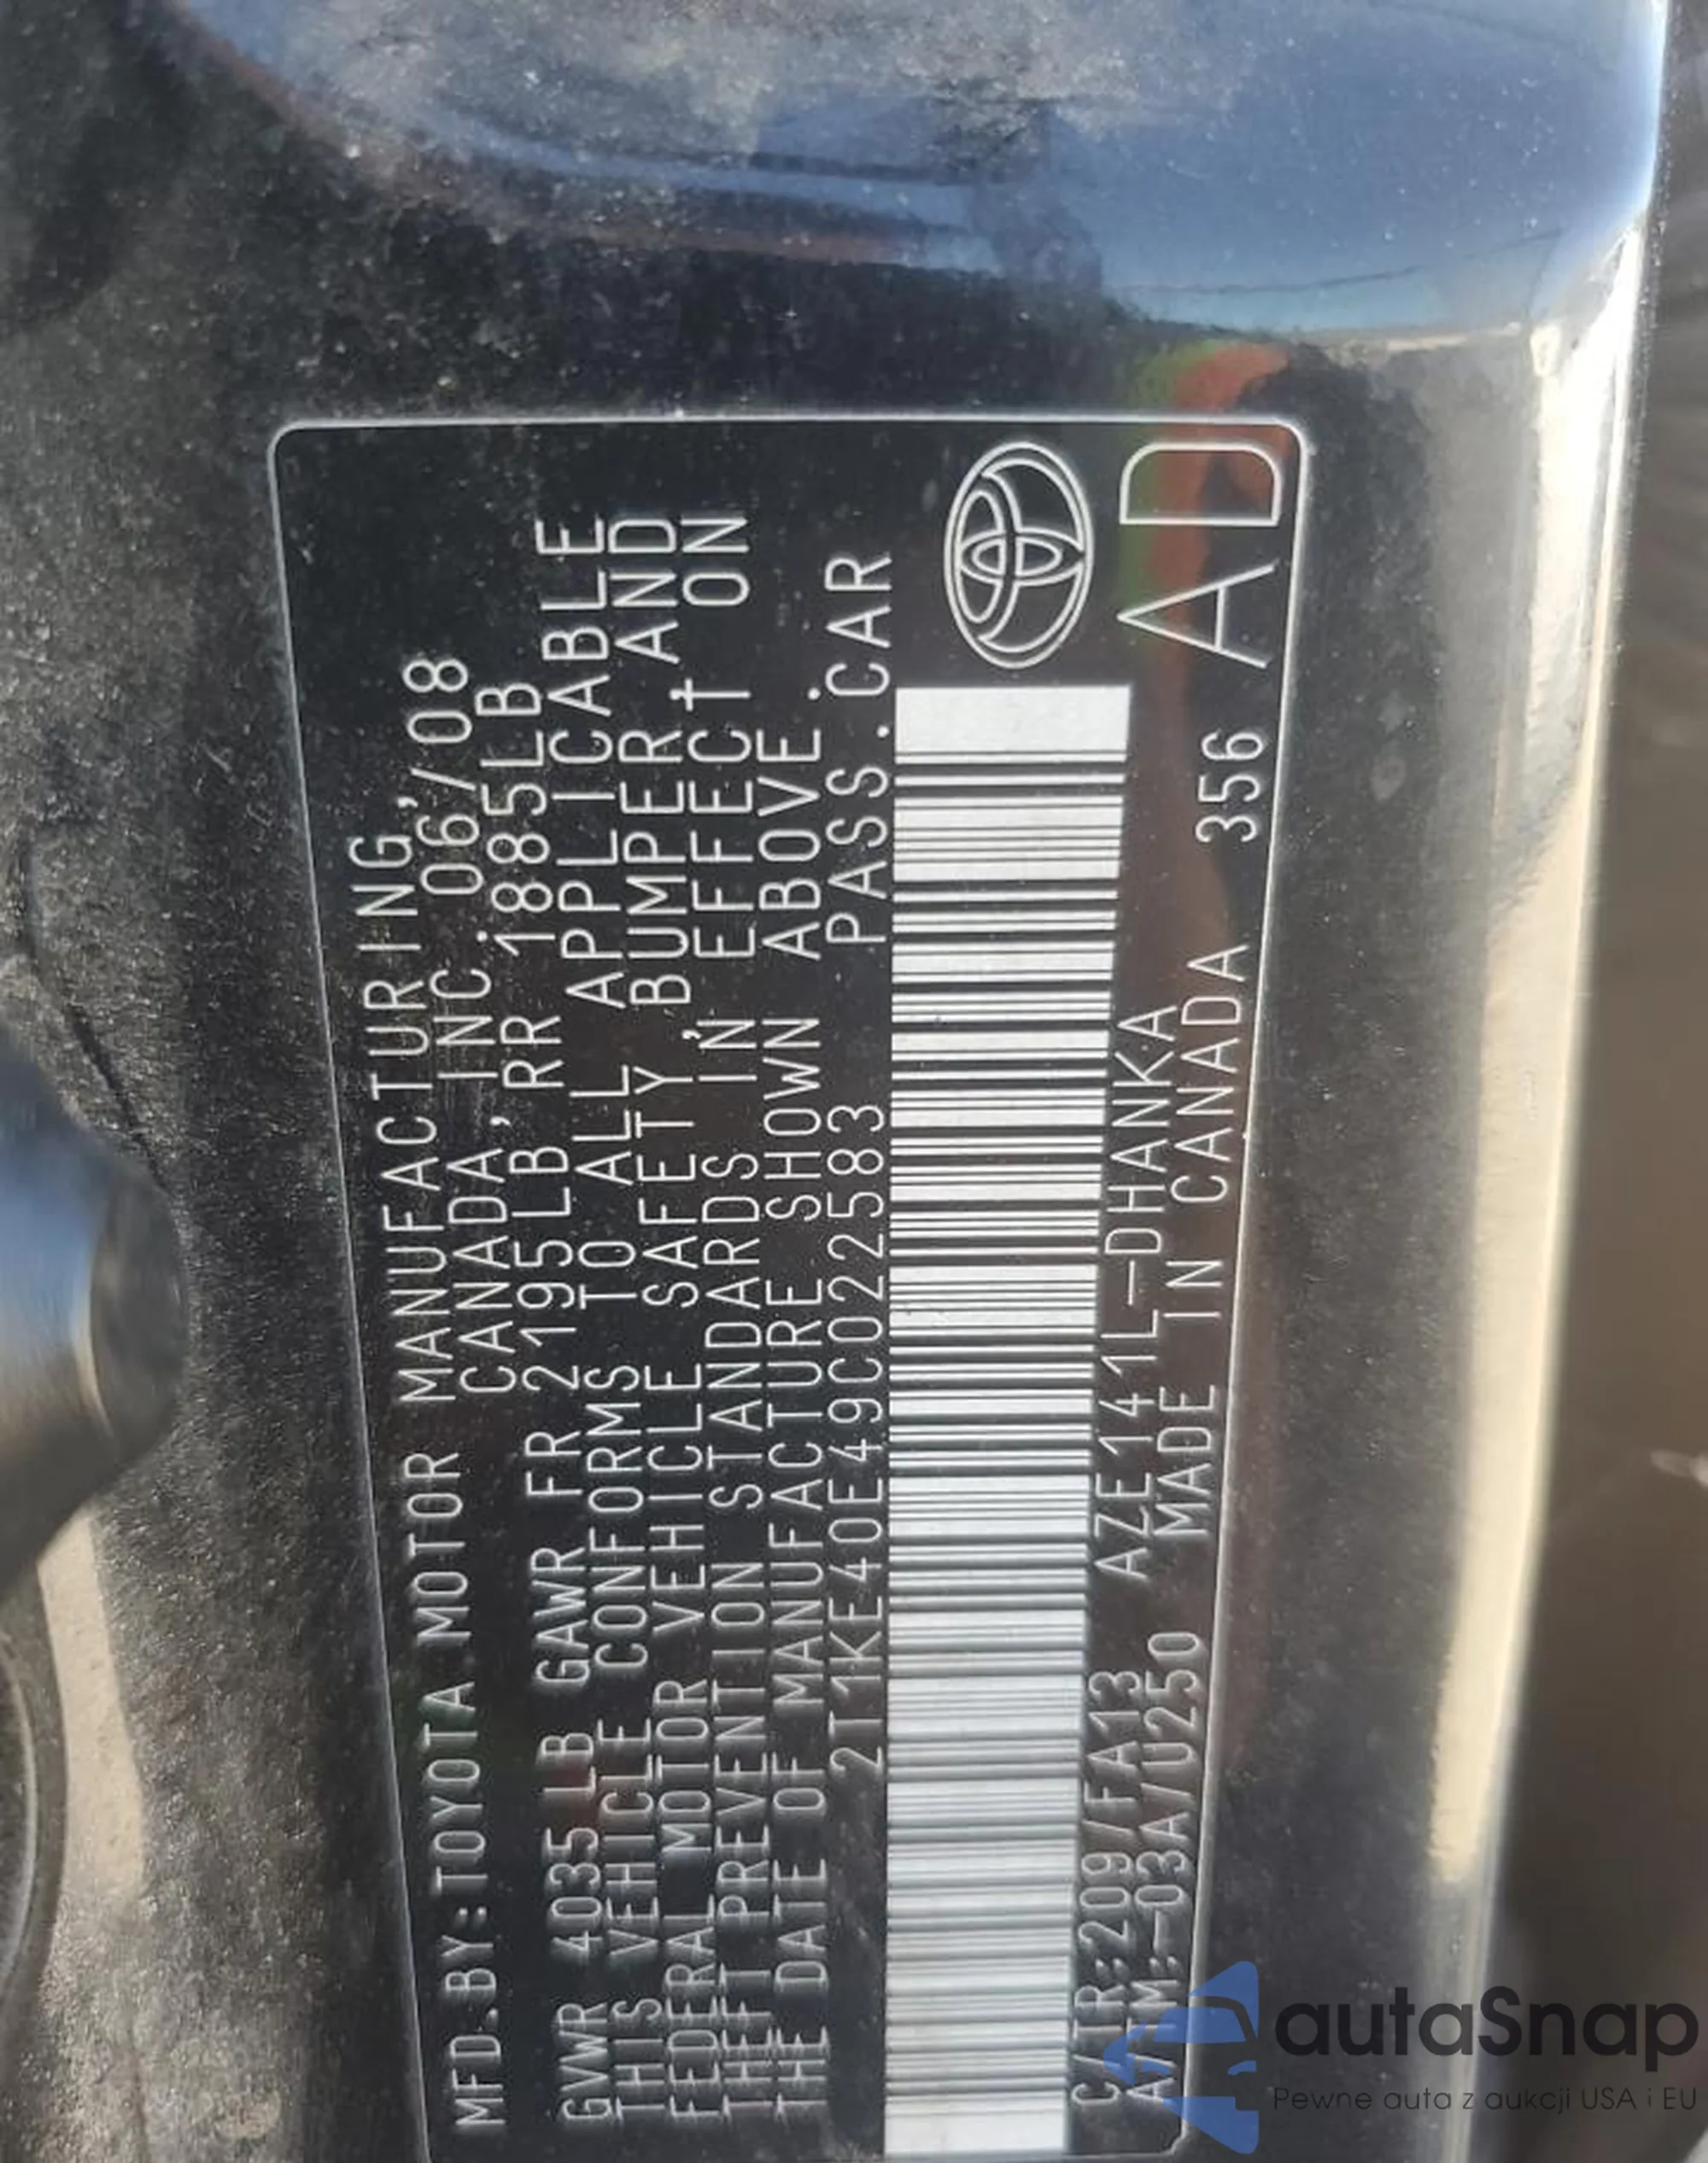 MFD.BY:TOYOTA MOTOR MANUFACTURING,
CANADA INC. 06/08
GVWR 4035 LB GAWR FR 2195LB, RR 1885LB
THIS VEHICLE CONFORMS TO ALL APPLICABLE
FEDERAL MOTOR VEHICLE SAFETY, BUMPER, AND
THEFT PREVENTION STANDARDS IN EFFECT ON
THE DATE OF MANUFACTURE SHOWN ABOVE.
2T1KE40E49C022583 PASS.CAR
C/TR:209/FA13 AZE141L-DHANKA
A/TM:-03A/U250 MADE IN CANADA 356 AD
autaSnap
Pewne auta z aukcji USA i EU